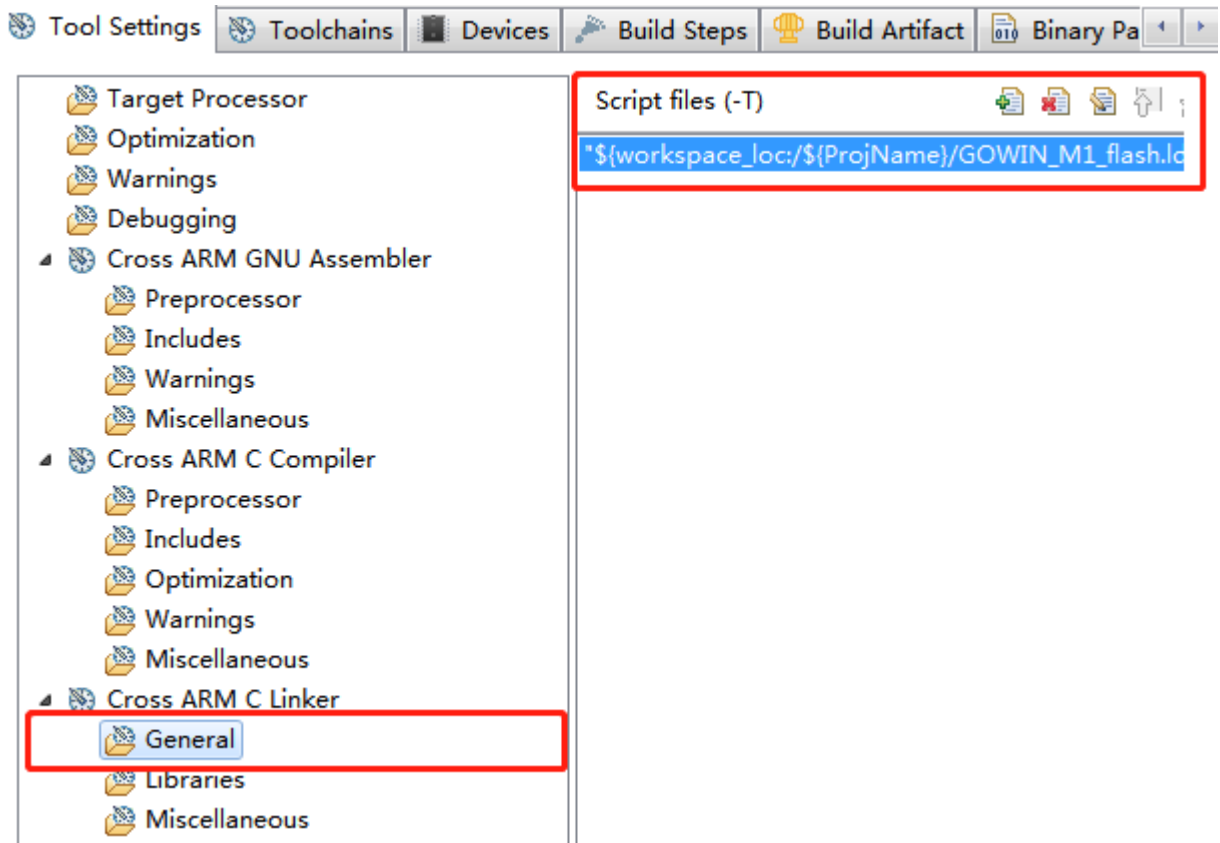 Tool Settings Toolchains Devices Build Steps Build Artifact Binary Pa
Target Processor
Optimization
Warnings
Debugging
Cross ARM GNU Assembler
Preprocessor
Includes
Warnings
Miscellaneous
Cross ARM C Compiler
Preprocessor
Includes
Optimization
Warnings
Miscellaneous
Cross ARM C Linker
General
Libraries
Miscellaneous
Script files (-T)
"${workspace_loc:/${ProjName}/GOWIN_M1_flash.ld